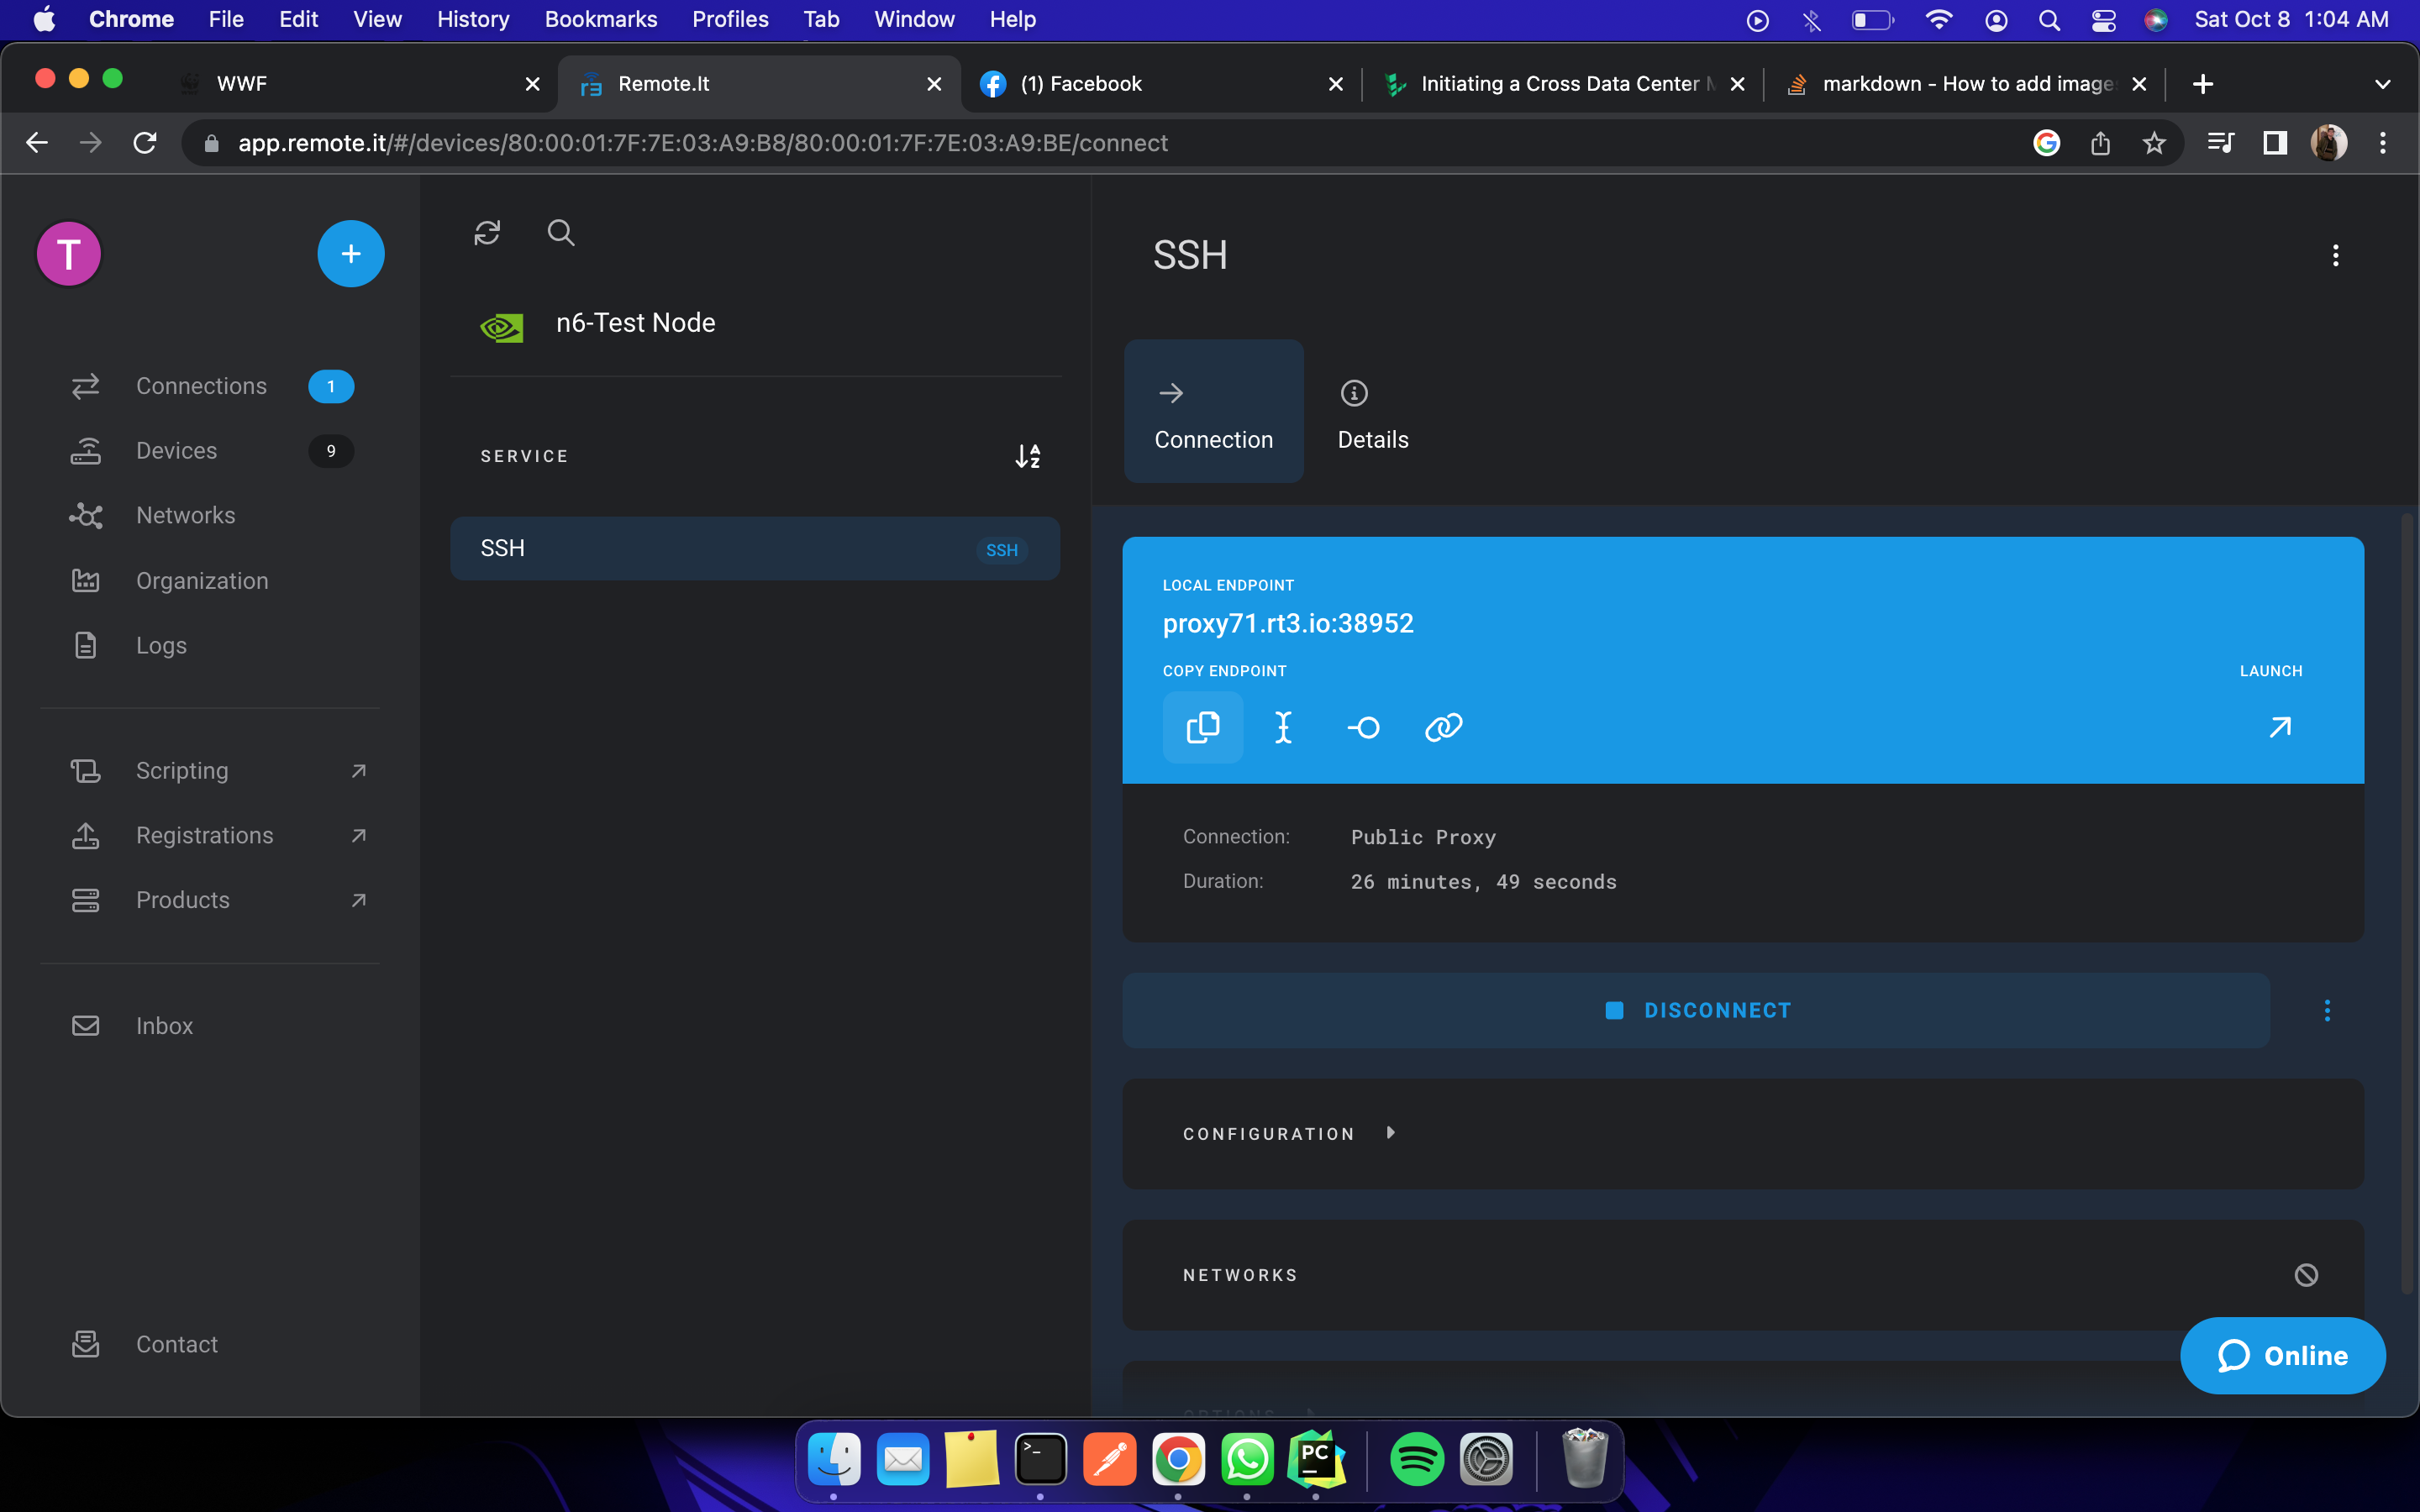 Chrome File Edit View History Bookmarks Profiles Tab Window Help Sat Oct 8 1:04 AM
WWF
Remote.It
(1) Facebook
Initiating a Cross Data Center
markdown - How to add image
app.remote.it/#/devices/80:00:01:7F:7E:03:A9:B8/80:00:01:7F:7E:03:A9:BE/connect
T
Connections 1
Devices 9
Networks
Organization
Logs
Scripting
Registrations
Products
Inbox
Contact
n6-Test Node
SERVICE
SSH SSH
SSH
Connection
Details
LOCAL ENDPOINT
proxy71.rt3.io:38952
COPY ENDPOINT LAUNCH
Connection: Public Proxy
Duration: 26 minutes, 49 seconds
DISCONNECT
CONFIGURATION
NETWORKS
Online
PC